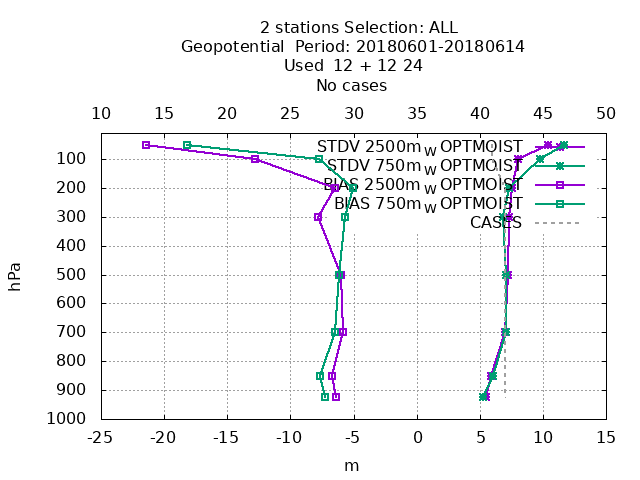 2 stations Selection: ALL
Geopotential  Period: 20180601-20180614
Used  12 + 12 24
No cases
10 15 20 25 30 35 40 45 50
STDV 2500m_W OPTMOIST
100 STDV 750m_W OPTMOIST
200 BIAS 2500m_W OPTMOIST
BIAS 750m_W OPTMOIST
300 CASES
400
hPa
500
600
700
800
900
1000
-25 -20 -15 -10 -5 0 5 10 15
m